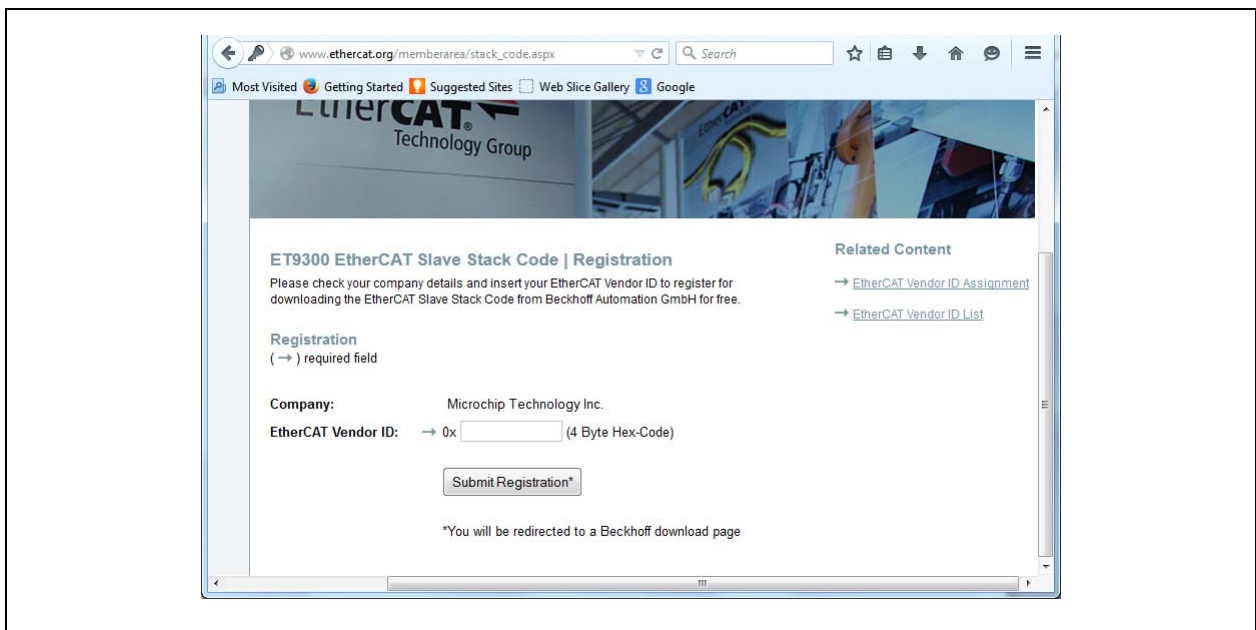 www.ethercat.org/memberarea/stack_code.aspx
Search
Most Visited Getting Started Suggested Sites Web Slice Gallery Google
EtherCAT®
Technology Group
EtherCAT
ET9300 EtherCAT Slave Stack Code | Registration
Please check your company details and insert your EtherCAT Vendor ID to register for
downloading the EtherCAT Slave Stack Code from Beckhoff Automation GmbH for free.
Registration
( → ) required field
Company: Microchip Technology Inc.
EtherCAT Vendor ID: → 0x (4 Byte Hex-Code)
Submit Registration*
*You will be redirected to a Beckhoff download page
Related Content
→ EtherCAT Vendor ID Assignment
→ EtherCAT Vendor ID List